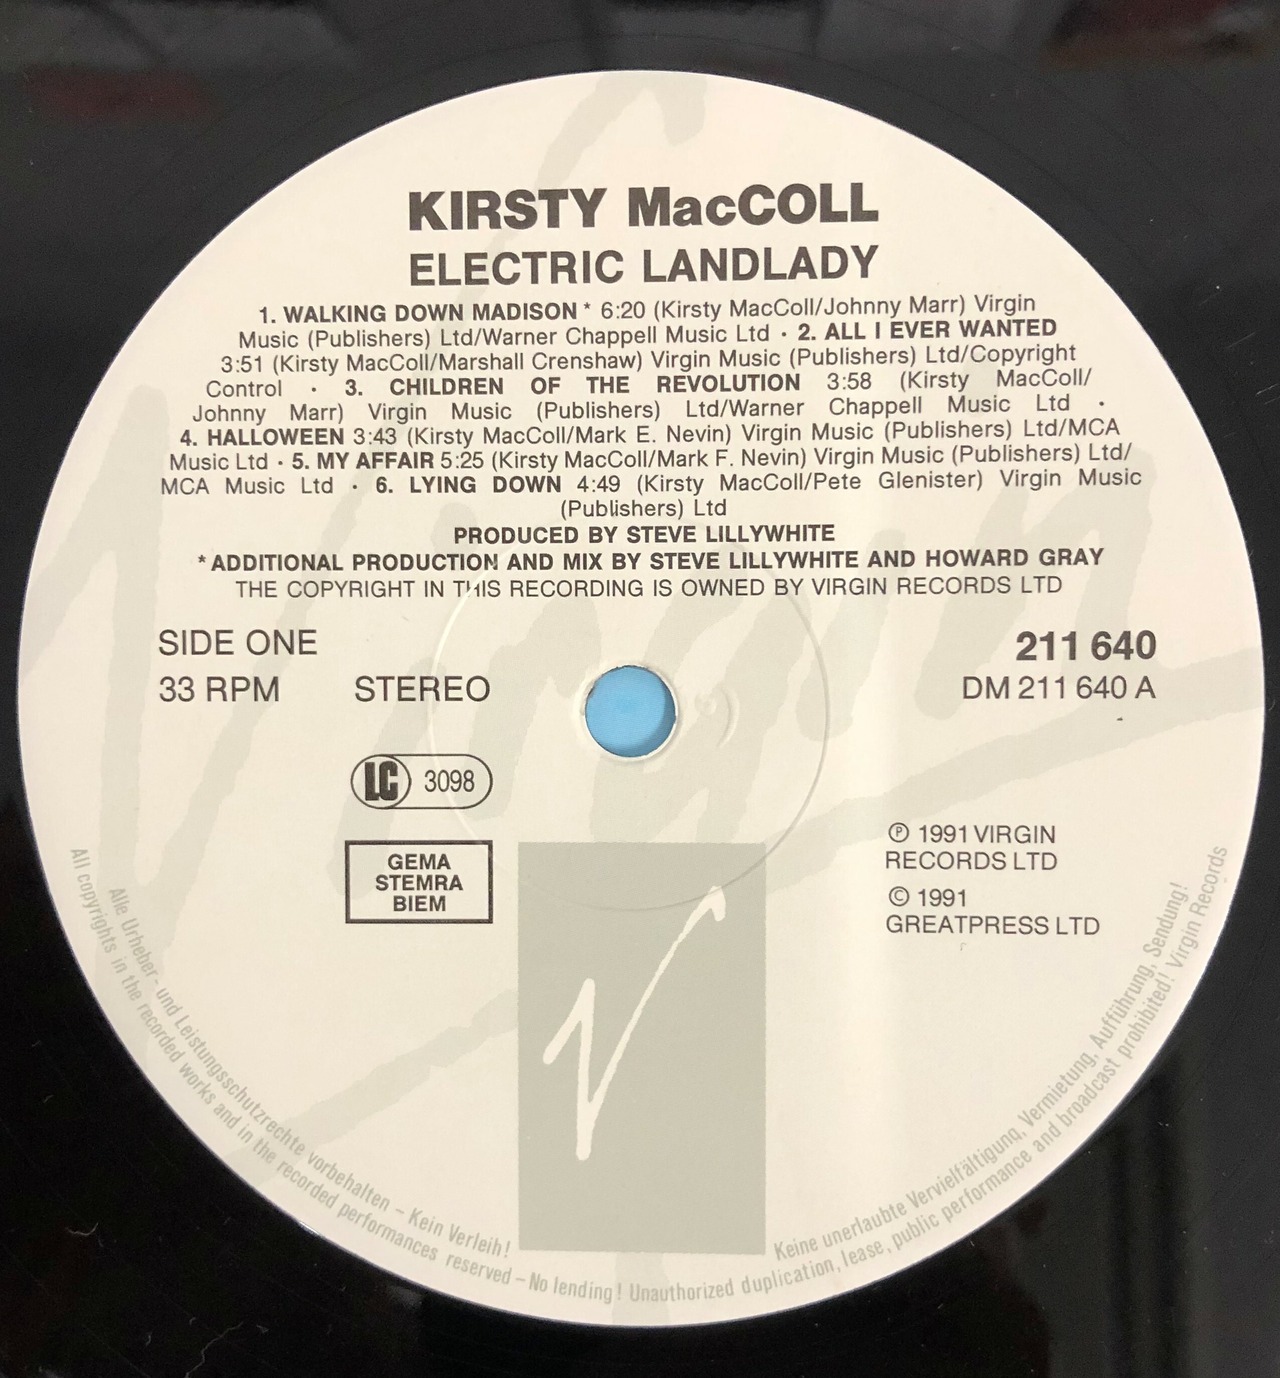 KIRSTY MacCOLL
ELECTRIC LANDLADY
1. WALKING DOWN MADISON * 6:20 (Kirsty MacColl/Johnny Marr) Virgin
Music (Publishers) Ltd/Warner Chappell Music Ltd · 2. ALL I EVER WANTED
3:51 (Kirsty MacColl/Marshall Crenshaw) Virgin Music (Publishers) Ltd/Copyright
Control · 3. CHILDREN OF THE REVOLUTION 3:58 (Kirsty MacColl/
Johnny Marr) Virgin Music (Publishers) Ltd/Warner Chappell Music Ltd ·
4. HALLOWEEN 3:43 (Kirsty MacColl/Mark E. Nevin) Virgin Music (Publishers) Ltd/MCA
Music Ltd · 5. MY AFFAIR 5:25 (Kirsty MacColl/Mark F. Nevin) Virgin Music (Publishers) Ltd/
MCA Music Ltd · 6. LYING DOWN 4:49 (Kirsty MacColl/Pete Glenister) Virgin Music
(Publishers) Ltd
PRODUCED BY STEVE LILLYWHITE
*ADDITIONAL PRODUCTION AND MIX BY STEVE LILLYWHITE AND HOWARD GRAY
THE COPYRIGHT IN THIS RECORDING IS OWNED BY VIRGIN RECORDS LTD
SIDE ONE
211 640
33 RPM STEREO
DM 211 640 A
LC 3098
GEMA
STEMRA
BIEM
℗ 1991 VIRGIN
RECORDS LTD
© 1991
GREATPRESS LTD
Virgin
V
Alle Urheber- und Leistungsschutzrechte vorbehalten – Kein Verleih! Keine unerlaubte Vervielfältigung, Vermietung, Aufführung, Sendung!
All copyrights in the recorded works and in the recorded performances reserved – No lending! Unauthorized duplication, lease, public performance and broadcast prohibited! Virgin Records